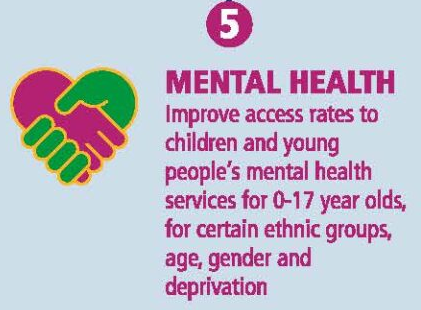 5
MENTAL HEALTH
Improve access rates to
children and young
people's mental health
services for 0-17 year olds,
for certain ethnic groups,
age, gender and
deprivation